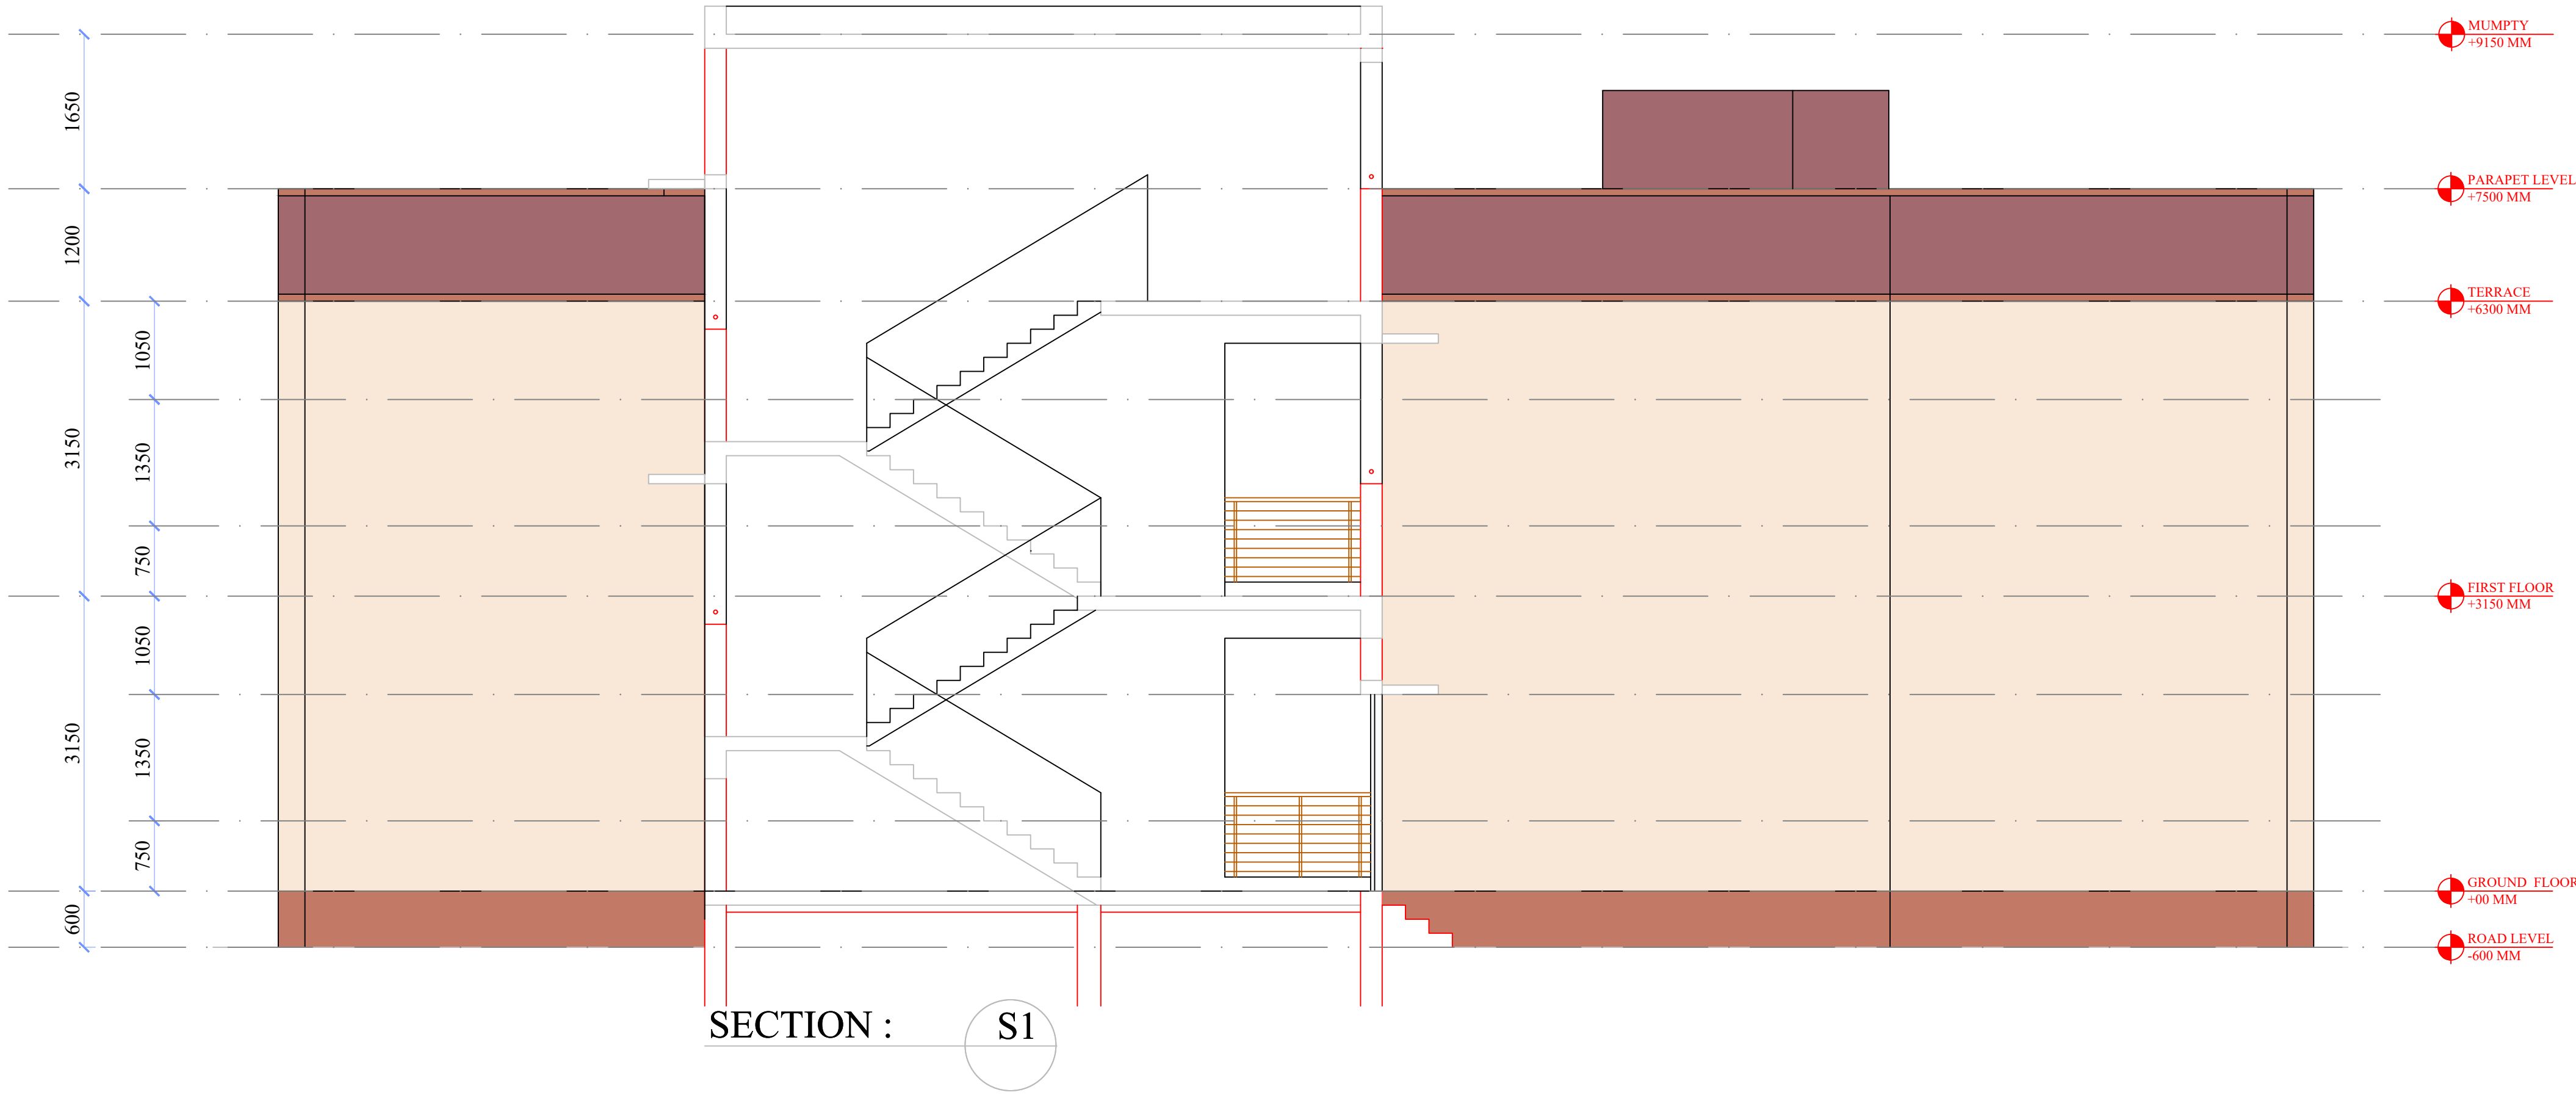 MUMPTY
+9150 MM
1650
PARAPET LEVEL
+7500 MM
1200
TERRACE
+6300 MM
1050
3150
1350
750
FIRST FLOOR
+3150 MM
1050
3150
1350
750
GROUND  FLOOR
+00 MM
600
ROAD LEVEL
-600 MM
SECTION :
S1